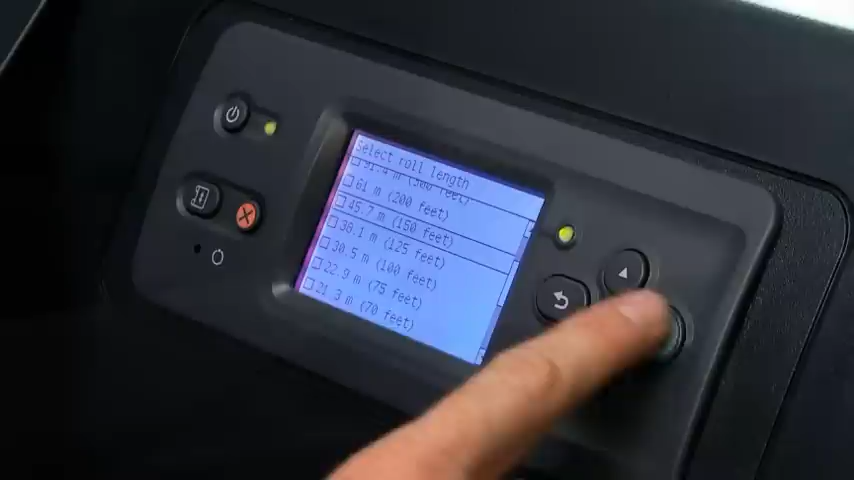 Select roll length
91.4 m (300 feet)
61 m (200 feet)
45.7 m (150 feet)
38.1 m (125 feet)
30.5 m (100 feet)
22.9 m (75 feet)
21.3 m (70 feet)